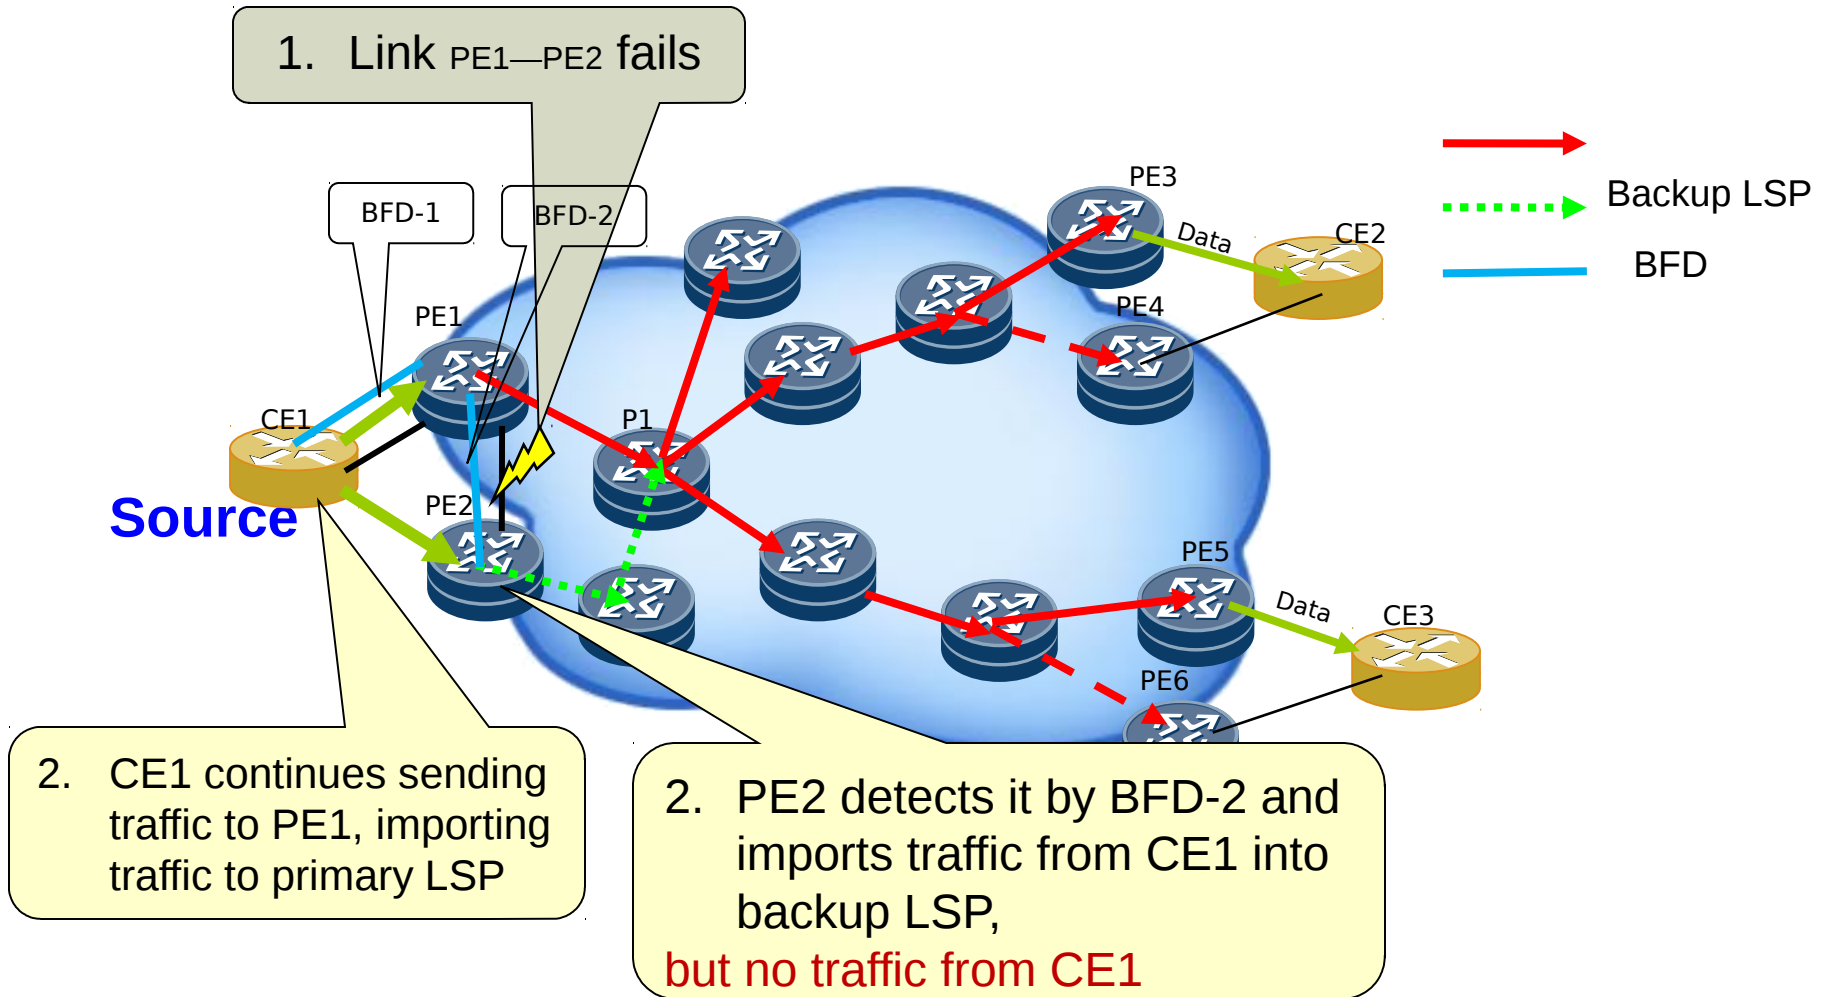 1. Link PE1—PE2 fails
BFD-1
BFD-2
PE3
Data
CE2
Backup LSP
BFD
PE1
PE4
CE1
P1
Source
PE2
PE5
Data
CE3
PE6
2. CE1 continues sending
traffic to PE1, importing
traffic to primary LSP
2. PE2 detects it by BFD-2 and
imports traffic from CE1 into
backup LSP,
but no traffic from CE1